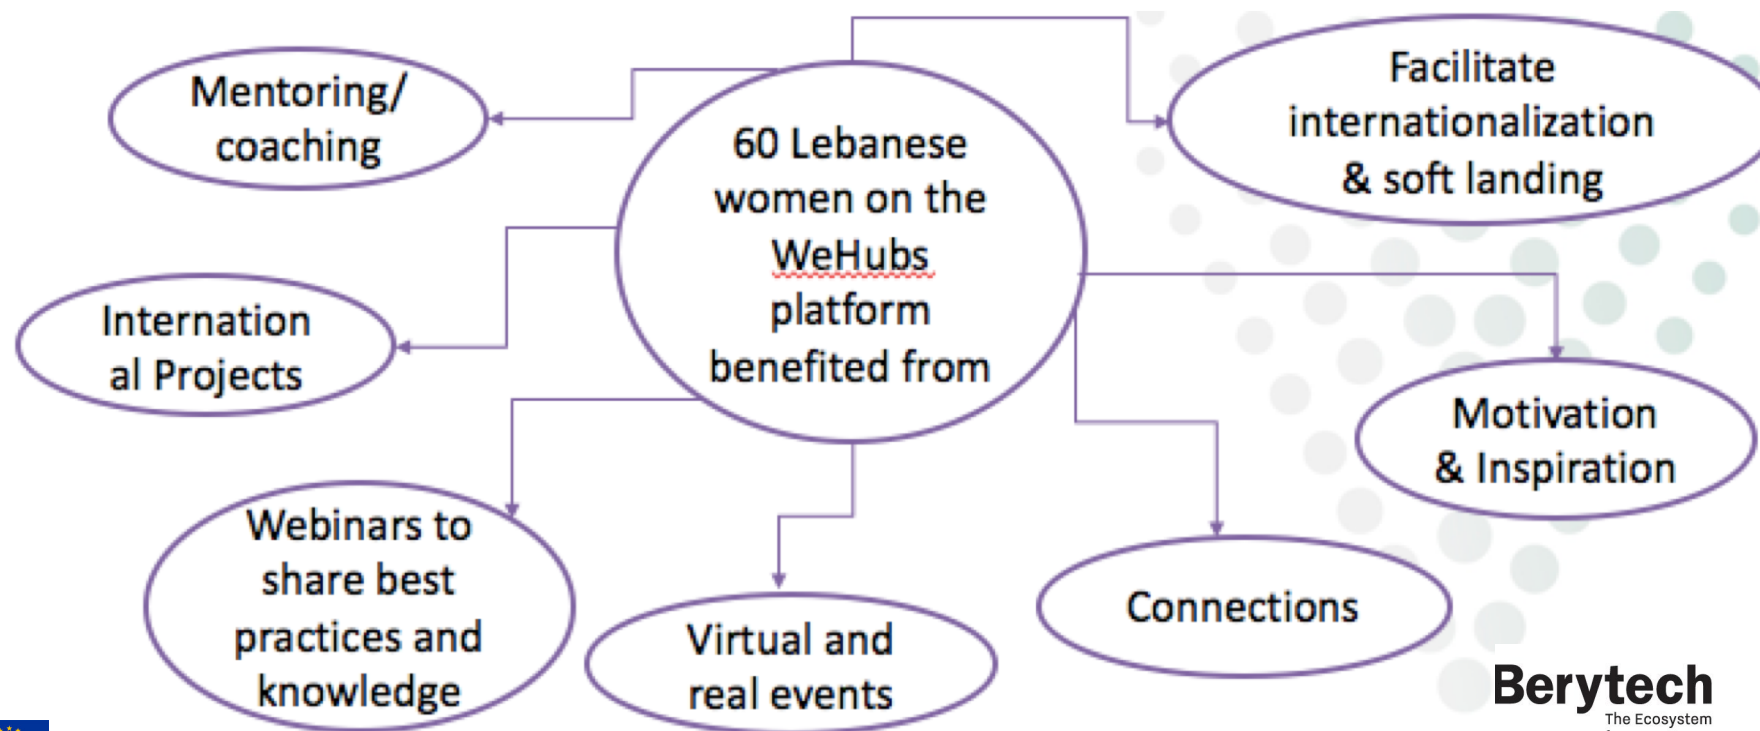 Mentoring/
coaching
60 Lebanese
women on the
WeHubs
platform
benefited from
Facilitate
internationalization
& soft landing
Internation
al Projects
Motivation
& Inspiration
Webinars to
share best
practices and
knowledge
Virtual and
real events
Connections
Berytech
The Ecosystem